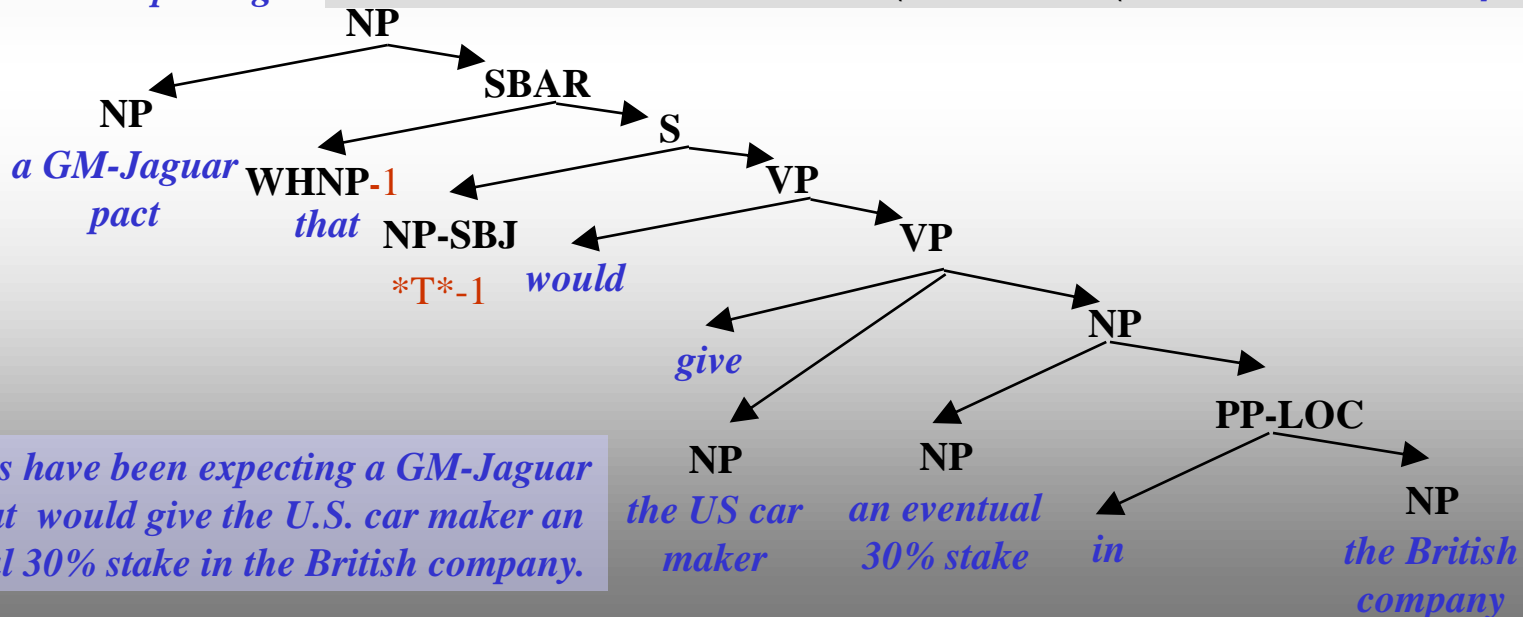 NP
SBAR
NP
S
a GM-Jaguar
pact
WHNP-1
that
VP
NP-SBJ
*T*-1
would
VP
NP
give
PP-LOC
NP
the US car
maker
NP
an eventual
30% stake
in
NP
the British
company
s have been expecting a GM-Jaguar
would give the U.S. car maker an
30% stake in the British company.